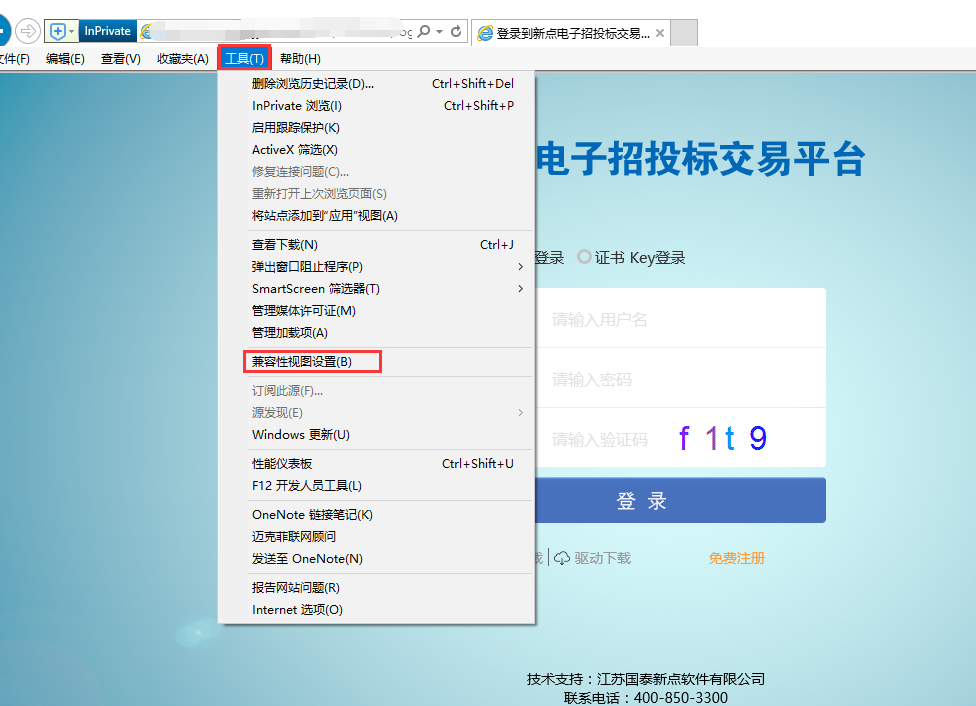 InPrivate
登录到新点电子招投标交易...
文件(F) 编辑(E) 查看(V) 收藏夹(A) 工具(T) 帮助(H)
删除浏览历史记录(D)... Ctrl+Shift+Del
InPrivate 浏览(I) Ctrl+Shift+P
启用跟踪保护(K)
ActiveX 筛选(X)
修复连接问题(C)...
重新打开上次浏览页面(S)
将站点添加到“应用”视图(A)
查看下载(N) Ctrl+J
弹出窗口阻止程序(P)
SmartScreen 筛选器(T)
管理媒体许可证(M)
管理加载项(A)
兼容性视图设置(B)
订阅此源(F)...
源发现(E)
Windows 更新(U)
性能仪表板 Ctrl+Shift+U
F12 开发人员工具(L)
OneNote 链接笔记(K)
迈克菲联网顾问
发送至 OneNote(N)
报告网站问题(R)
Internet 选项(O)
电子招投标交易平台
登录 证书 Key登录
请输入用户名
请输入密码
请输入验证码 f 1 t 9
登 录
载 驱动下载 免费注册
技术支持：江苏国泰新点软件有限公司
联系电话：400-850-3300